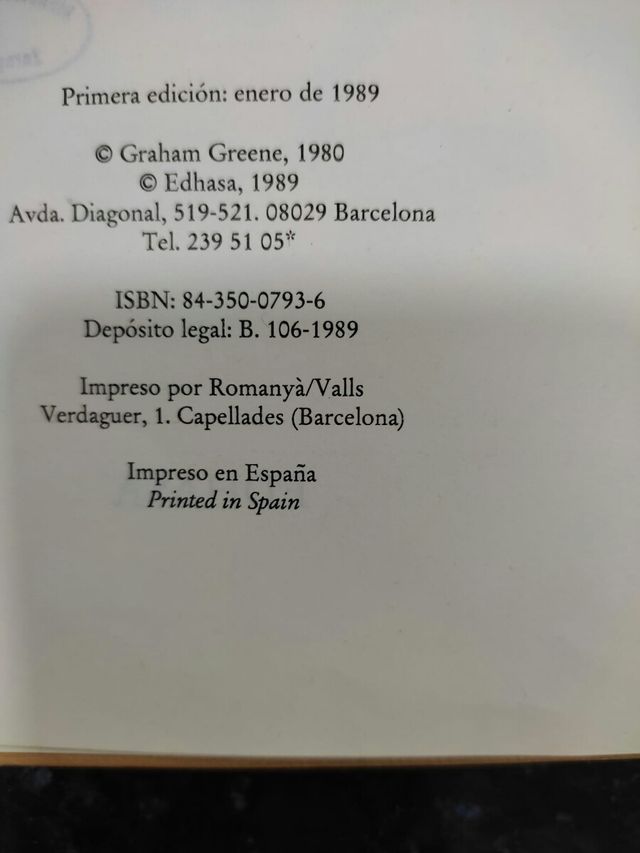 Primera edición: enero de 1989
© Graham Greene, 1980
© Edhasa, 1989
Avda. Diagonal, 519-521. 08029 Barcelona
Tel. 239 51 05*
ISBN: 84-350-0793-6
Depósito legal: B. 106-1989
Impreso por Romanyà/Valls
Verdaguer, 1. Capellades (Barcelona)
Impreso en España
Printed in Spain